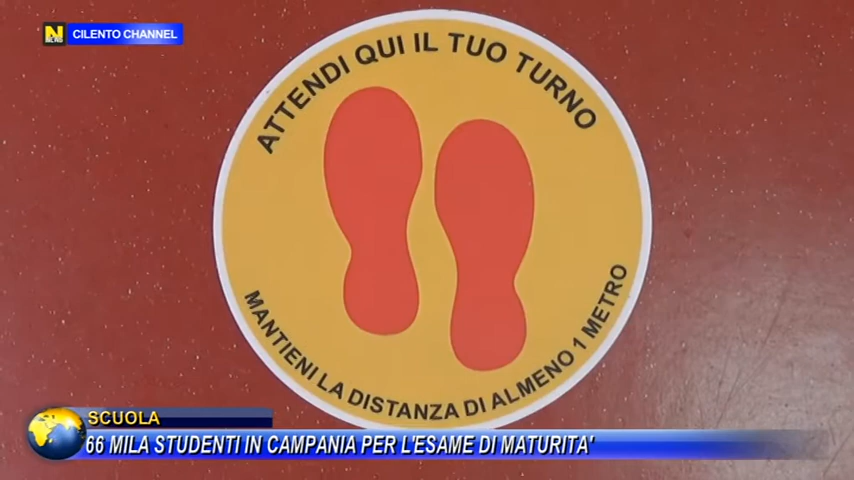 N
NEWS
CILENTO CHANNEL
ATTENDI QUI IL TUO TURNO
MANTIENI LA DISTANZA DI ALMENO 1 METRO
SCUOLA
66 MILA STUDENTI IN CAMPANIA PER L'ESAME DI MATURITA'